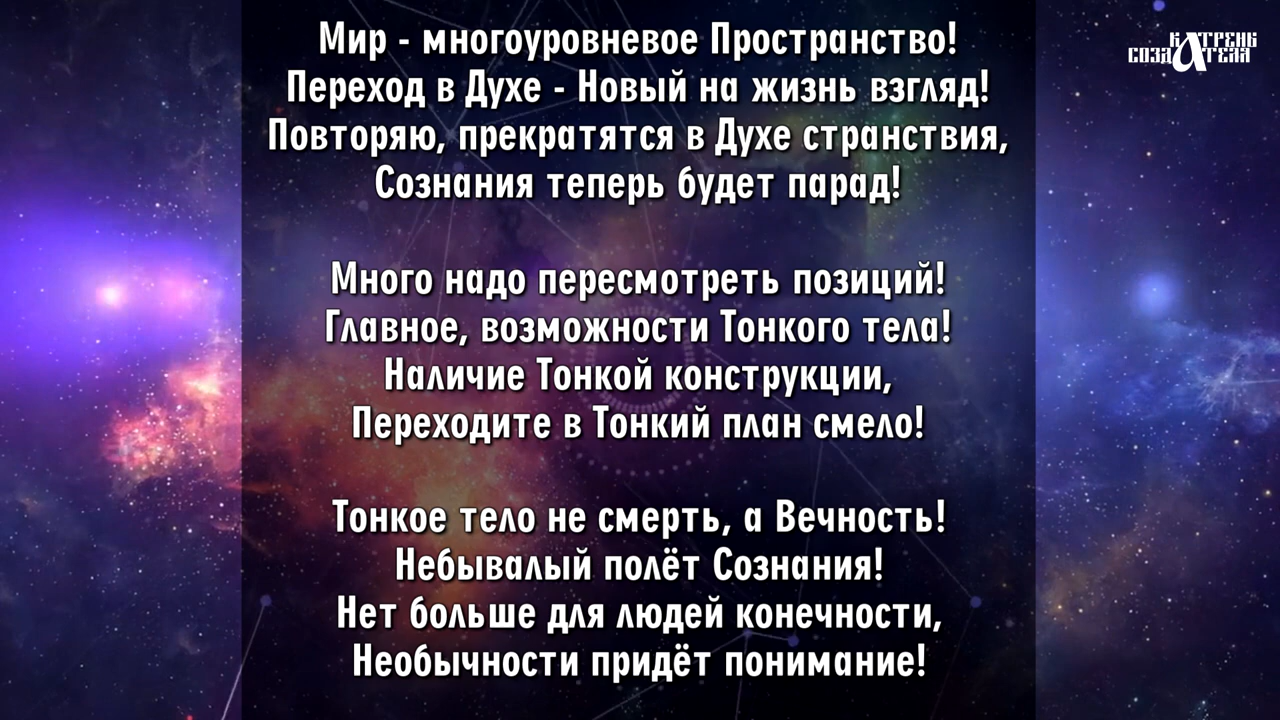 Мир - многоуровневое Пространство!
Переход в Духе - Новый на жизнь взгляд!
Повторяю, прекратятся в Духе странствия,
Сознания теперь будет парад!
Много надо пересмотреть позиций!
Главное, возможности Тонкого тела!
Наличие Тонкой конструкции,
Переходите в Тонкий план смело!
Тонкое тело не смерть, а Вечность!
Небывалый полёт Сознания!
Нет больше для людей конечности,
Необычности придёт понимание!
КАТРЕНЫ
СОЗДАТЕЛЯ